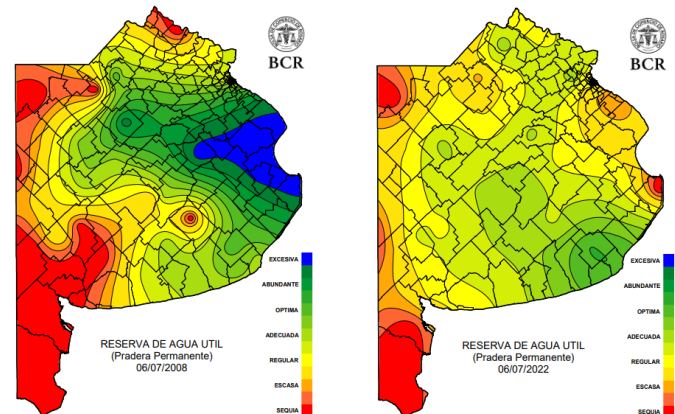 BCR
EXCESIVA
ABUNDANTE
OPTIMA
ADECUADA
REGULAR
ESCASA
SEQUIA
RESERVA DE AGUA UTIL
(Pradera Permanente)
06/07/2008
BCR
EXCESIVA
ABUNDANTE
OPTIMA
ADECUADA
REGULAR
ESCASA
SEQUIA
RESERVA DE AGUA UTIL
(Pradera Permanente)
06/07/2022